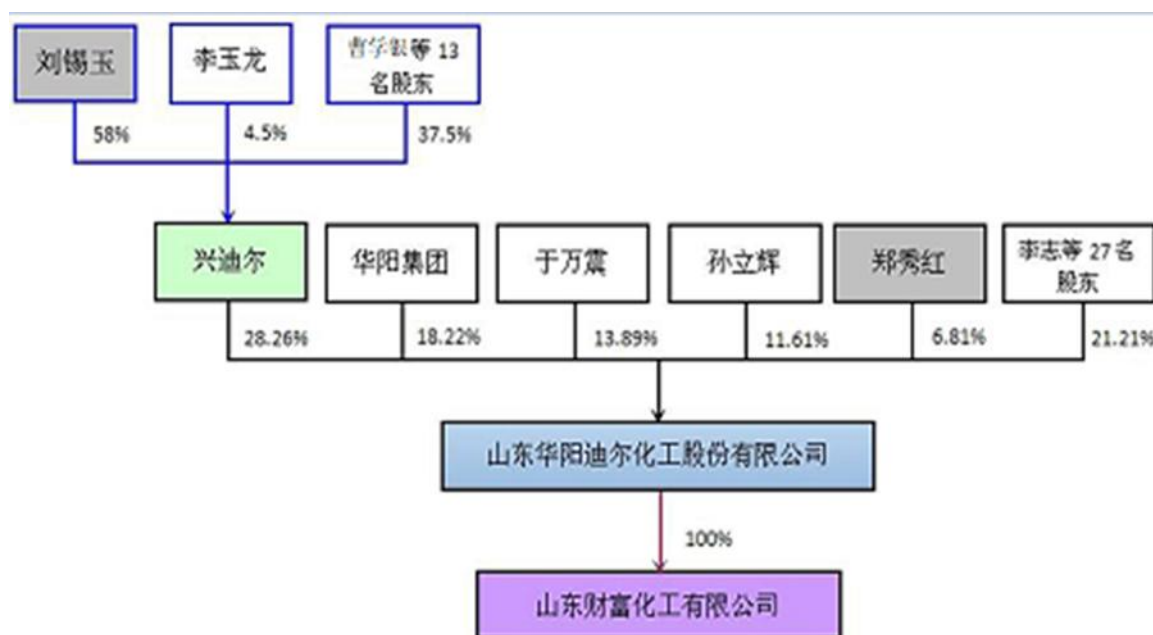 刘锡玉
李玉龙
等 13
名股东
58%
4.5%
37.5%
兴迪尔
华阳集团
于万震
孙立辉
郑秀红
李志等 27 名
股东
28.26%
18.22%
13.89%
11.61%
6.81%
21.21%
山东华阳迪尔化工股份有限公司
100%
山东财富化工有限公司